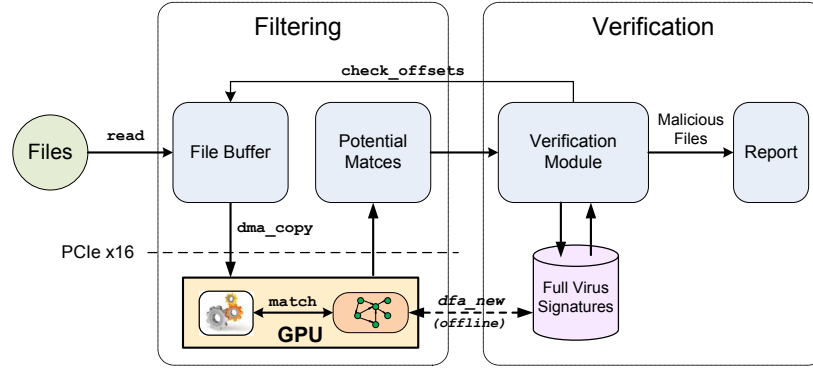 Filtering
Verification
check_offsets
Files
read
File Buffer
Potential
Matces
Verification
Module
Malicious
Files
Report
dma_copy
PCIe x16
match
GPU
dfa_new
(offline)
Full Virus
Signatures